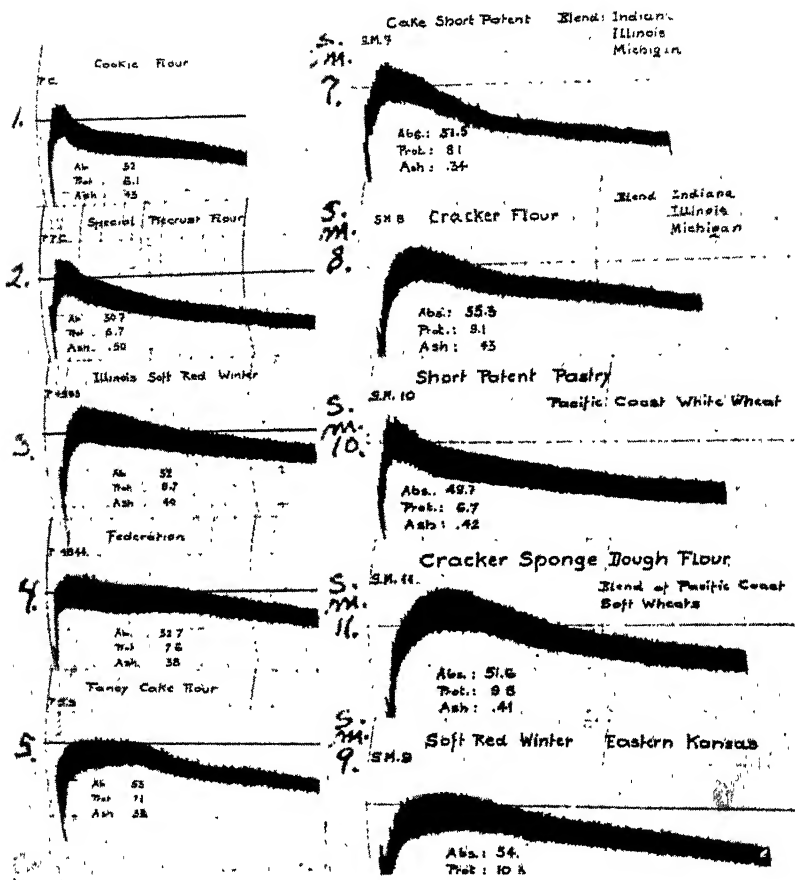 Cookie Flour
1.
Ab. 52
Prot. 8.1
Ash .43
Special Piecrust Flour
2.
Ab. 50.7
Prot. 6.7
Ash. .50
Illinois Soft Red Winter
3.
Ab. 52
Prot. 8.7
Ash 40
Federation
4.
Ab. 52.7
Prot 7.6
Ash. 38
Fancy Cake Flour
5.
Ab 53
Prot 7.1
Ash 38
Cake Short Patent Blend: Indiana
Illinois
Michigan
S.M. 7
S.
M.
7.
Abs.: 51.5
Prot.: 8.1
Ash: .34
Cracker Flour
Blend Indiana
Illinois
Michigan
S.M 8
S.
M.
8.
Abs.: 55.3
Prot.: 9.1
Ash: 43
Short Patent Pastry
Pacific Coast White Wheat
S.M. 10
S.
M.
10.
Abs. 49.7
Prot.: 6.7
Ash: .42
Cracker Sponge Dough Flour
Blend of Pacific Coast
Soft Wheats
S.M. 11.
S.
M.
11.
Abs.: 51.6
Prot.: 9.8
Ash: .41
Soft Red Winter Eastern Kansas
S.M. 9
S.
M.
9.
Abs.: 54.
Prot: 10.